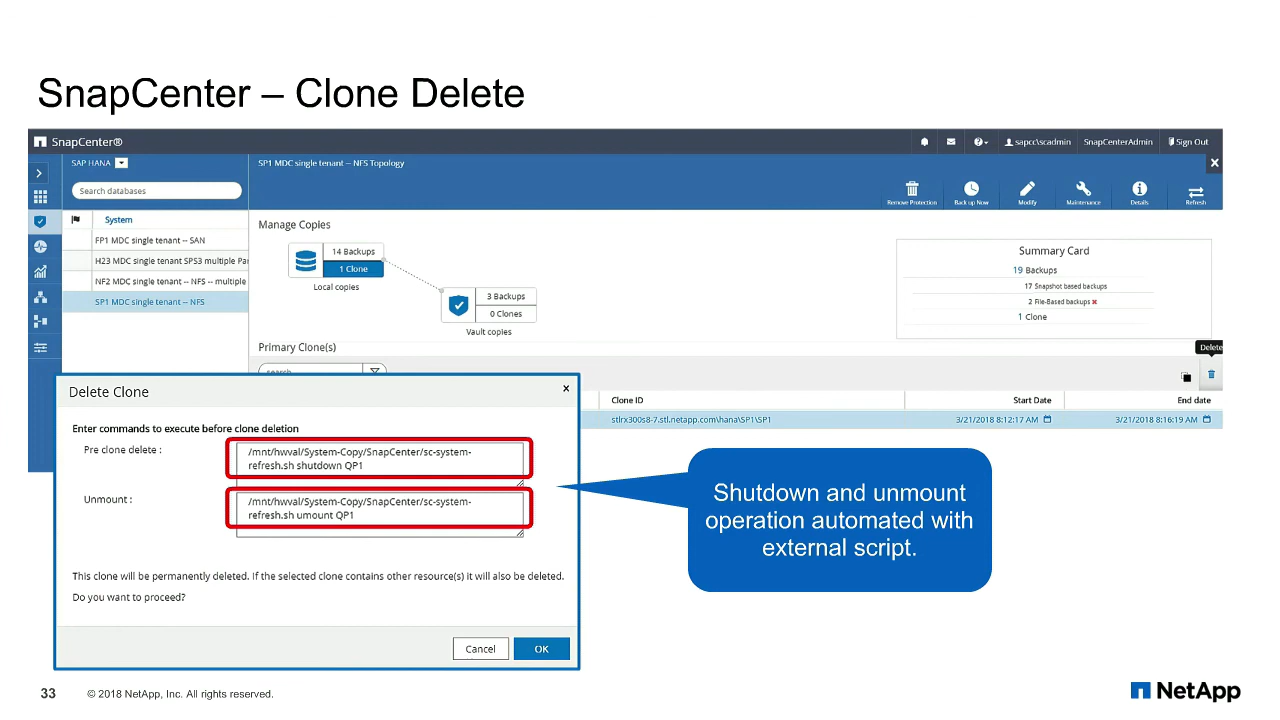 SnapCenter – Clone Delete
SnapCenter®
sapcc\scadmin
SnapCenterAdmin
Sign Out
SAP HANA
SP1 MDC single tenant -- NFS Topology
Search databases
Remove Protection
Back up Now
Modify
Maintenance
Details
Refresh
System
FP1 MDC single tenant -- SAN
H23 MDC single tenant SPS3 multiple Par
NF2 MDC single tenant -- NFS -- multiple
SP1 MDC single tenant -- NFS
Manage Copies
14 Backups
1 Clone
Local copies
3 Backups
0 Clones
Vault copies
Summary Card
19 Backups
17 Snapshot based backups
2 File-Based backups
1 Clone
Primary Clone(s)
Delete
search
Clone ID
Start Date
End date
stlrx300s8-7.stl.netapp.com\hana\SP1\SP1
3/21/2018 8:12:17 AM
3/21/2018 8:16:19 AM
Delete Clone
x
Enter commands to execute before clone deletion
Pre clone delete :
/mnt/hwval/System-Copy/SnapCenter/sc-system-
refresh.sh shutdown QP1
Unmount :
/mnt/hwval/System-Copy/SnapCenter/sc-system-
refresh.sh umount QP1
This clone will be permanently deleted. If the selected clone contains other resource(s) it will also be deleted.
Do you want to proceed?
Cancel
OK
Shutdown and unmount
operation automated with
external script.
33
© 2018 NetApp, Inc. All rights reserved.
NetApp